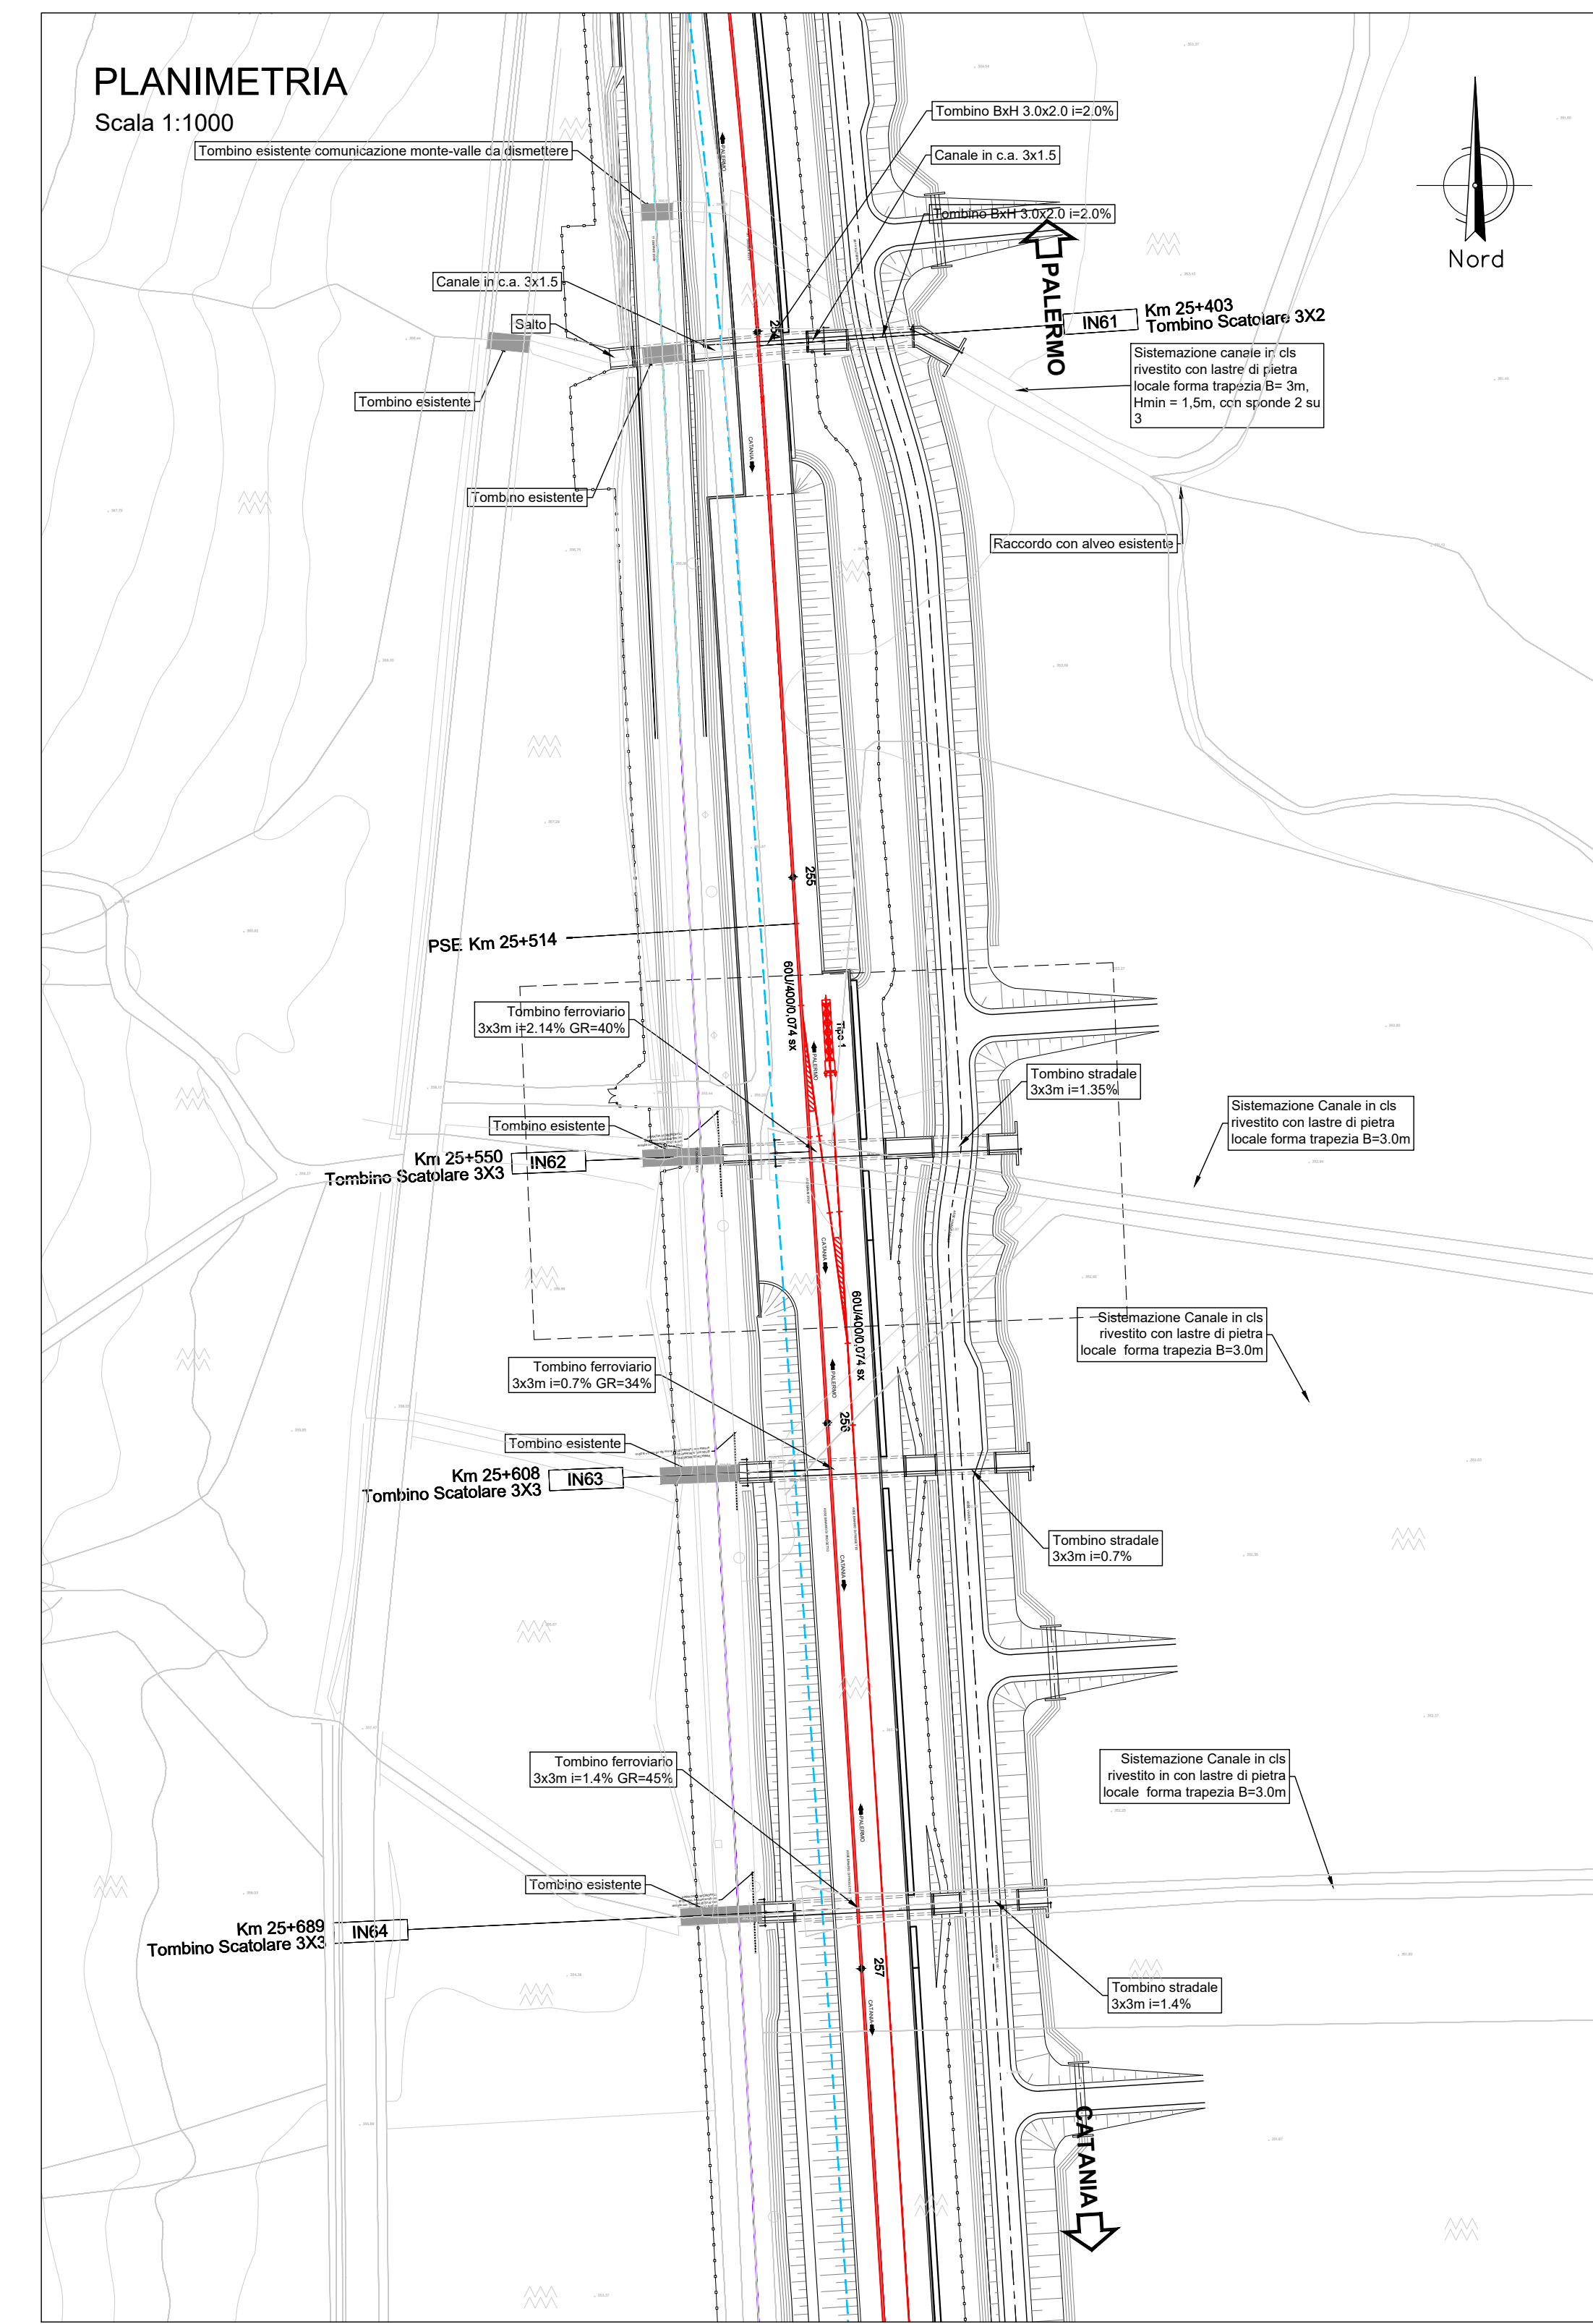 PLANIMETRIA
Scala 1:1000
Tombino BxH 3.0x2.0 i=2.0%
Tombino esistente comunicazione monte-valle da dismettere
Canale in c.a. 3x1.5
Tombino BxH 3.0x2.0 i=2.0%
Nord
PALERMO
PALERMO
Canale in c.a. 3x1.5
Salto
254
IN61
Km 25+403
Tombino Scatolare 3X2
Sistemazione canale in cls
rivestito con lastre di pietra
locale forma trapezia B= 3m,
Hmin = 1,5m, con sponde 2 su
3
Tombino esistente
CATANIA
Tombino esistente
Raccordo con alveo esistente
255
PSE Km 25+514
60U/400/0,074 sx
Tombino ferroviario
3x3m i=2.14% GR=40%
Tipo 1
PALERMO
Tombino stradale
3x3m i=1.35%
Sistemazione Canale in cls
rivestito con lastre di pietra
locale forma trapezia B=3.0m
Tombino esistente
Km 25+550
Tombino Scatolare 3X3
IN62
CATANIA
60U/400/0,074 sx
Sistemazione Canale in cls
rivestito con lastre di pietra
locale forma trapezia B=3.0m
Tombino ferroviario
3x3m i=0.7% GR=34%
PALERMO
256
Tombino esistente
Km 25+608
Tombino Scatolare 3X3
IN63
Tombino stradale
3x3m i=0.7%
CATANIA
Tombino ferroviario
3x3m i=1.4% GR=45%
Sistemazione Canale in cls
rivestito in con lastre di pietra
locale forma trapezia B=3.0m
PALERMO
Tombino esistente
Km 25+689
Tombino Scatolare 3X3
IN64
257
Tombino stradale
3x3m i=1.4%
CATANIA
CATANIA